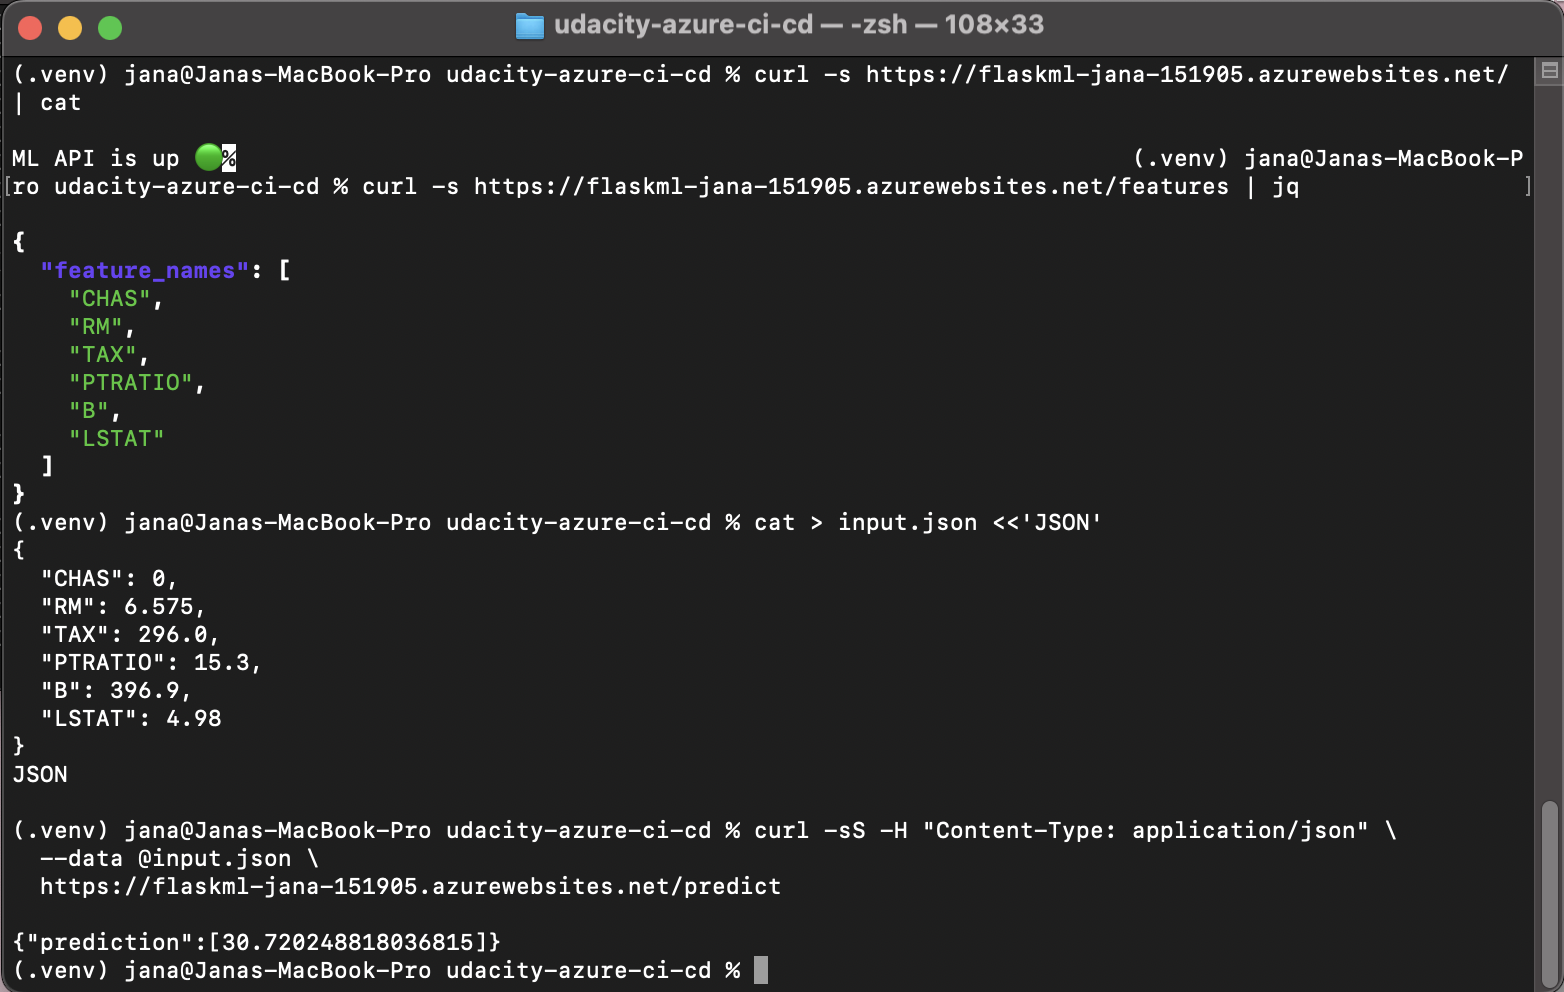 udacity-azure-ci-cd — -zsh — 108×33
(.venv) jana@Janas-MacBook-Pro udacity-azure-ci-cd % curl -s https://flaskml-jana-151905.azurewebsites.net/
| cat
ML API is up 🟢% (.venv) jana@Janas-MacBook-P
[ro udacity-azure-ci-cd % curl -s https://flaskml-jana-151905.azurewebsites.net/features | jq ]
{
  "feature_names": [
    "CHAS",
    "RM",
    "TAX",
    "PTRATIO",
    "B",
    "LSTAT"
  ]
}
(.venv) jana@Janas-MacBook-Pro udacity-azure-ci-cd % cat > input.json <<'JSON'
{
  "CHAS": 0,
  "RM": 6.575,
  "TAX": 296.0,
  "PTRATIO": 15.3,
  "B": 396.9,
  "LSTAT": 4.98
}
JSON
(.venv) jana@Janas-MacBook-Pro udacity-azure-ci-cd % curl -sS -H "Content-Type: application/json" \
  --data @input.json \
  https://flaskml-jana-151905.azurewebsites.net/predict
{"prediction":[30.720248818036815]}
(.venv) jana@Janas-MacBook-Pro udacity-azure-ci-cd %